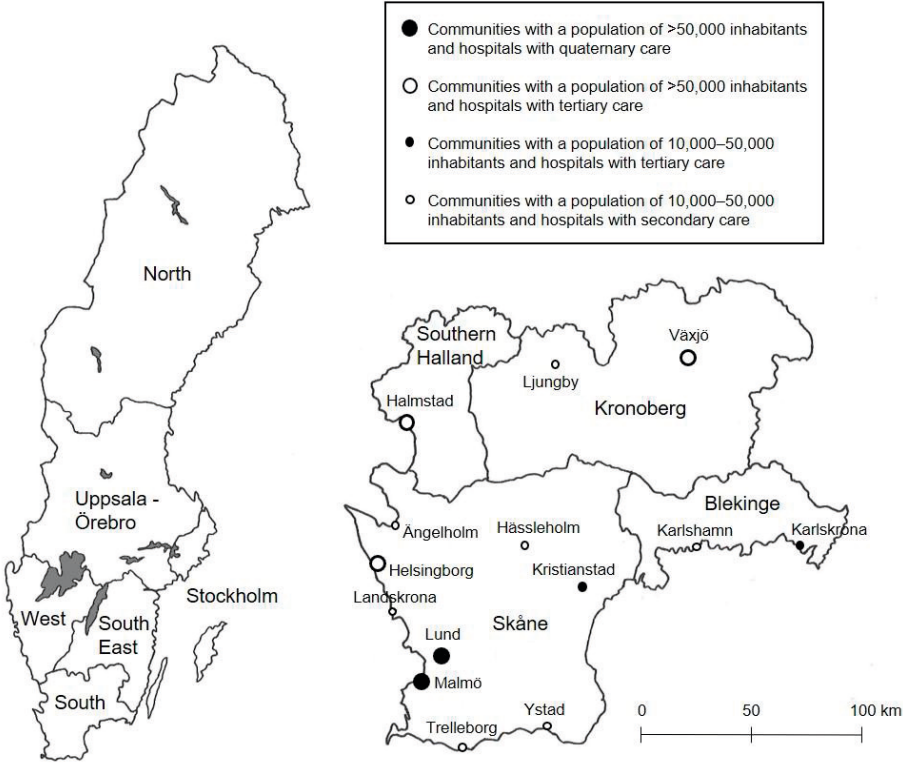 Communities with a population of >50,000 inhabitants
and hospitals with quaternary care
Communities with a population of >50,000 inhabitants
and hospitals with tertiary care
Communities with a population of 10,000–50,000
inhabitants and hospitals with tertiary care
Communities with a population of 10,000–50,000
inhabitants and hospitals with secondary care
North
Uppsala -
Örebro
Stockholm
West
South
East
South
Southern
Halland
Växjö
Ljungby
Halmstad
Kronoberg
Blekinge
Ängelholm
Hässleholm
Karlshamn
Karlskrona
Helsingborg
Kristianstad
Landskrona
Skåne
Lund
Malmö
Ystad
Trelleborg
0 50 100 km